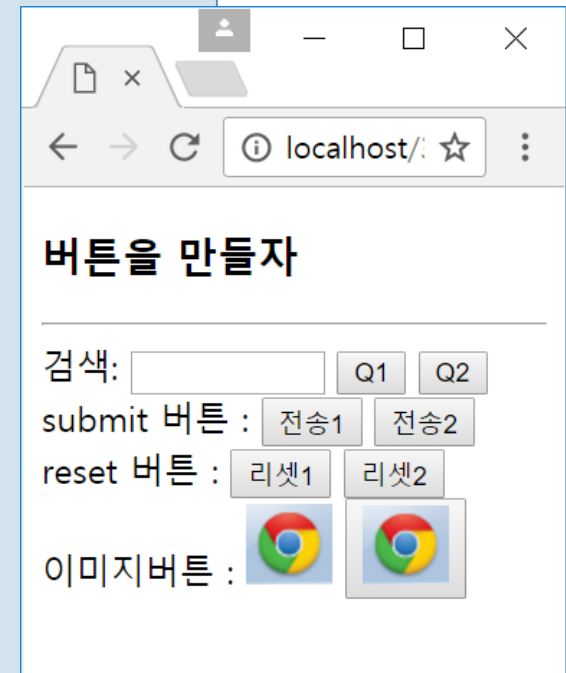 localhost/
버튼을 만들자
검색: Q1 Q2
submit 버튼 : 전송1 전송2
reset 버튼 : 리셋1 리셋2
이미지버튼 :